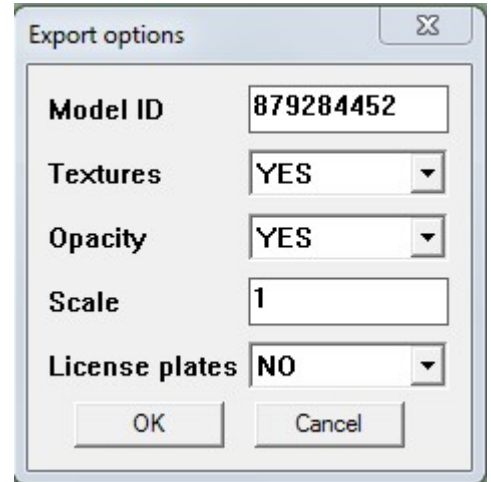 Export options
Model ID 879284452
Textures YES
Opacity YES
Scale 1
License plates NO
OK Cancel